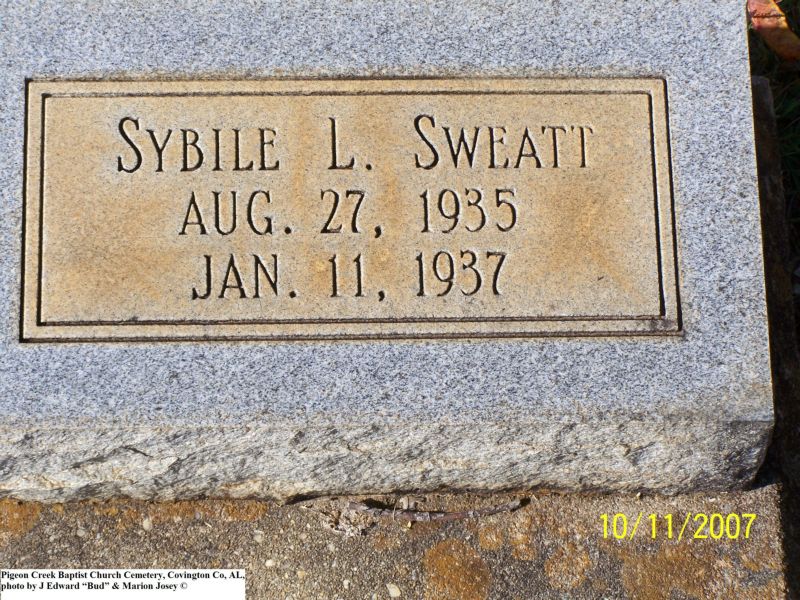 SYBILE L. SWEATT
AUG. 27, 1935
JAN. 11, 1937
10/11/2007
Pigeon Creek Baptist Church Cemetery, Covington Co, AL,
photo by J Edward “Bud” & Marion Josey ©